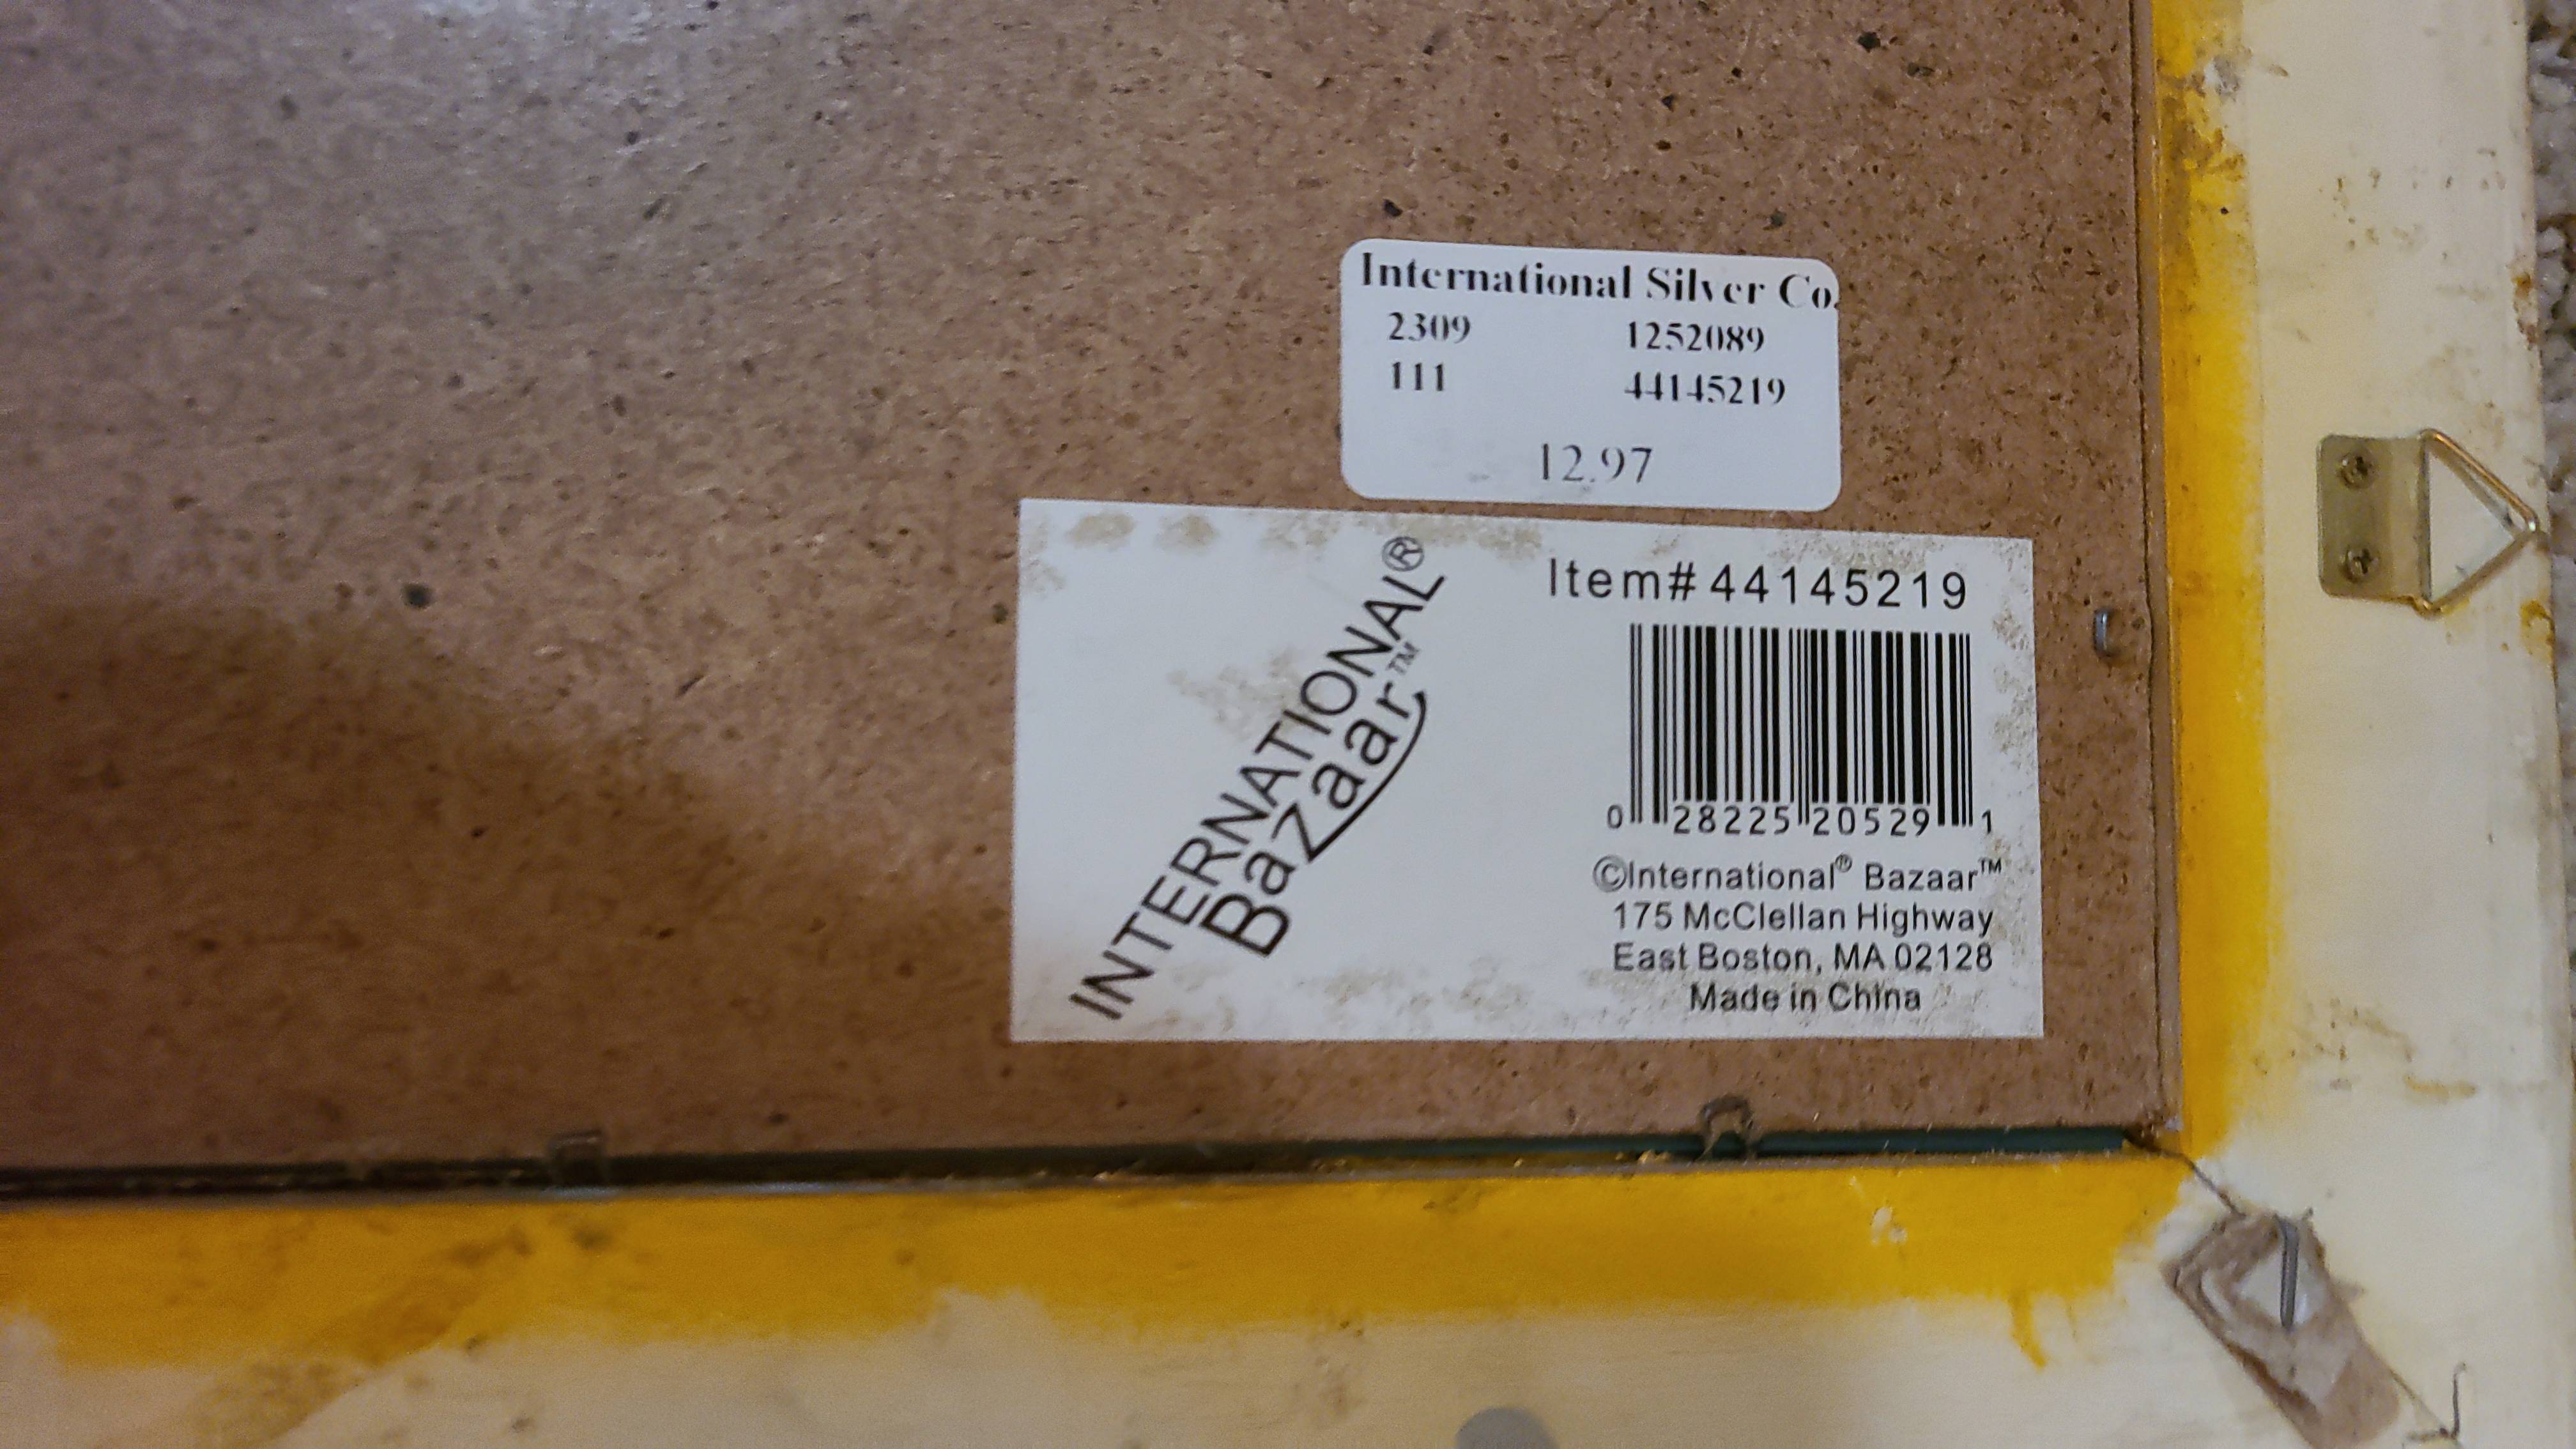 International Silver Co.
2309 1252089
111 44145219
12.97
INTERNATIONAL®
Bazaar™
Item# 44145219
0 28225 20529 1
©International® Bazaar™
175 McClellan Highway
East Boston, MA 02128
Made in China